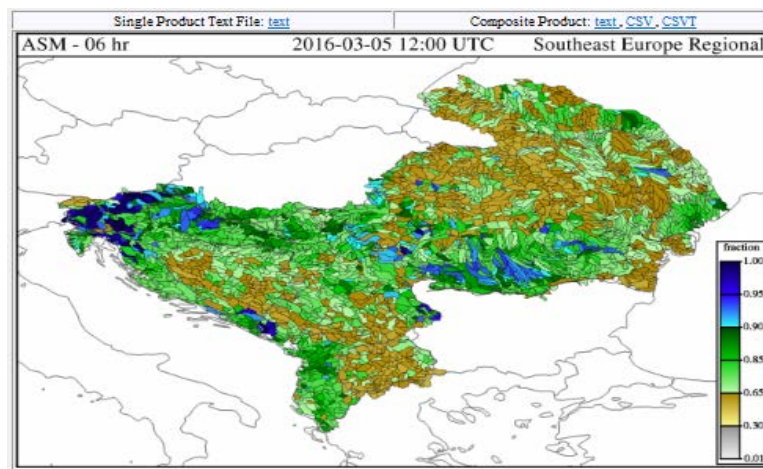 Single Product Text File: text
Composite Product: text , CSV , CSVT
ASM - 06 hr 2016-03-05 12:00 UTC Southeast Europe Regional
fraction
1.00
0.95
0.90
0.85
0.65
0.30
0.01